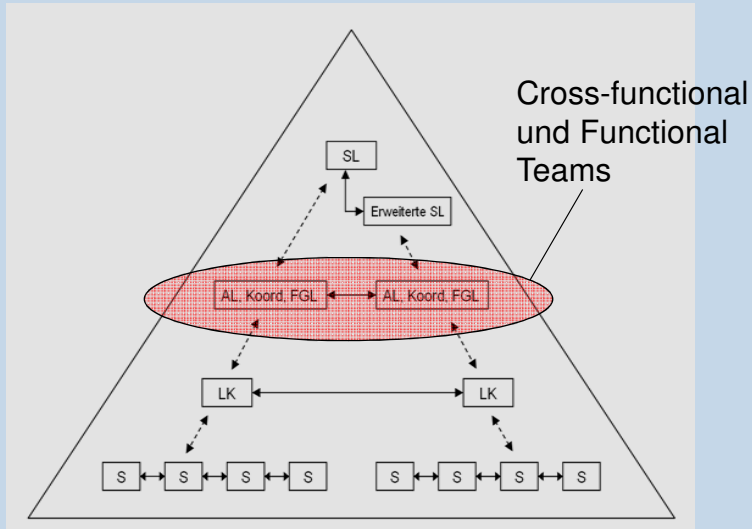 Cross-functional
und Functional
Teams
SL
Erweiterte SL
AL, Koord, FGL
AL, Koord, FGL
LK
LK
S
S
S
S
S
S
S
S